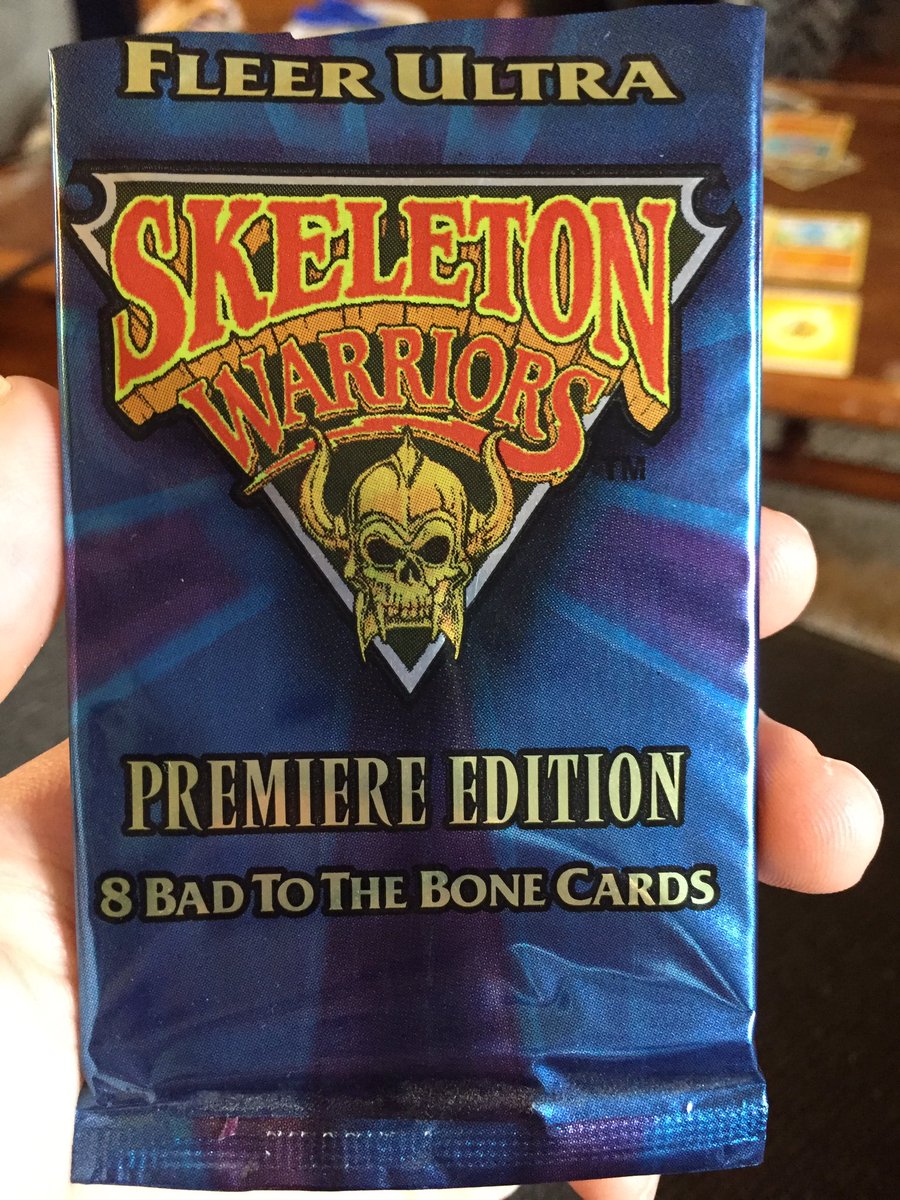 FLEER ULTRA
SKELETON
WARRIORS
TM
PREMIERE EDITION
8 BAD TO THE BONE CARDS